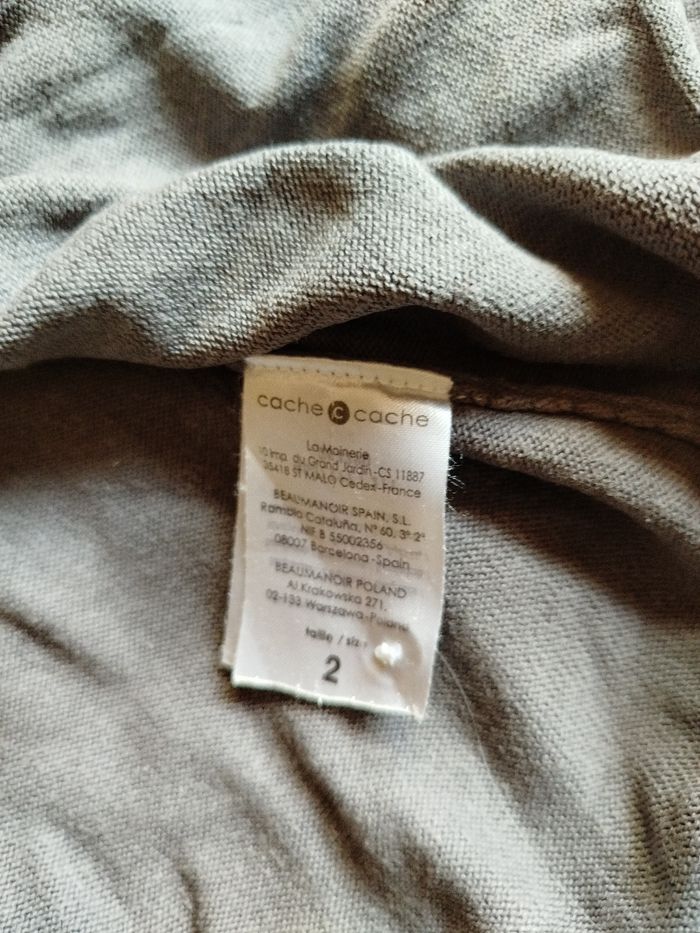 cache c cache
La Mainerie
10 Imp. du Grand Jardin-CS 11887
35418 ST MALO Cedex-France
BEAUMANOIR SPAIN, S.L.
Rambla Cataluña, Nº 60, 3º 2ª
NIF B 55002356
08007 Barcelona -Spain
BEAUMANOIR POLAND
Al.Krakowska 271,
02-133 Warszawa-Poland
taille / size
2